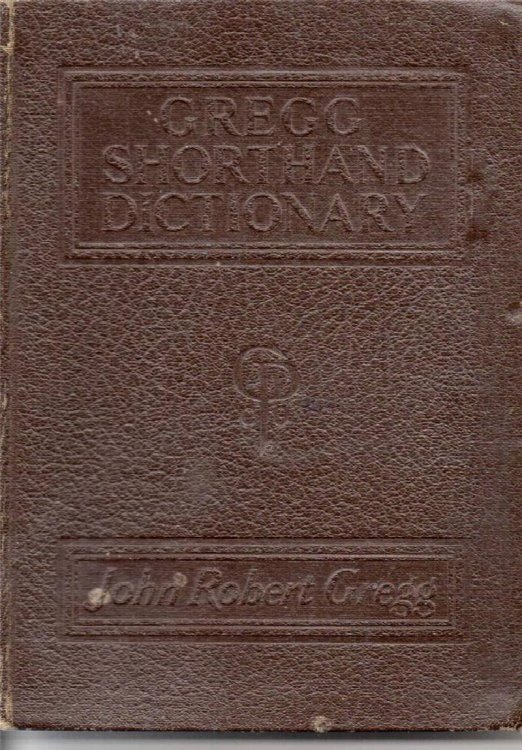 GREGG
SHORTHAND
DICTIONARY
John Robert Gregg